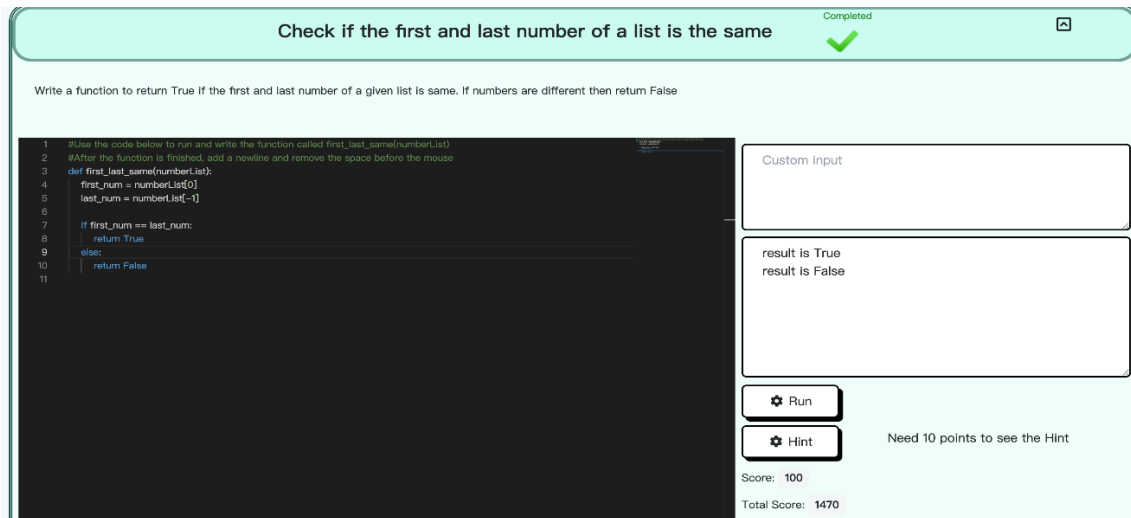 Check if the first and last number of a list is the same
Completed
Write a function to return True if the first and last number of a given list is same. If numbers are different then return False
1 #Use the code below to run and write the function called first_last_same(numberList)
2 #After the function is finished, add a newline and remove the space before the mouse
3 def first_last_same(numberList):
4 first_num = numberList[0]
5 last_num = numberList[-1]
6
7 if first_num == last_num:
8 return True
9 else:
10 return False
11
Custom input
result is True
result is False
Run
Hint
Need 10 points to see the Hint
Score: 100
Total Score: 1470